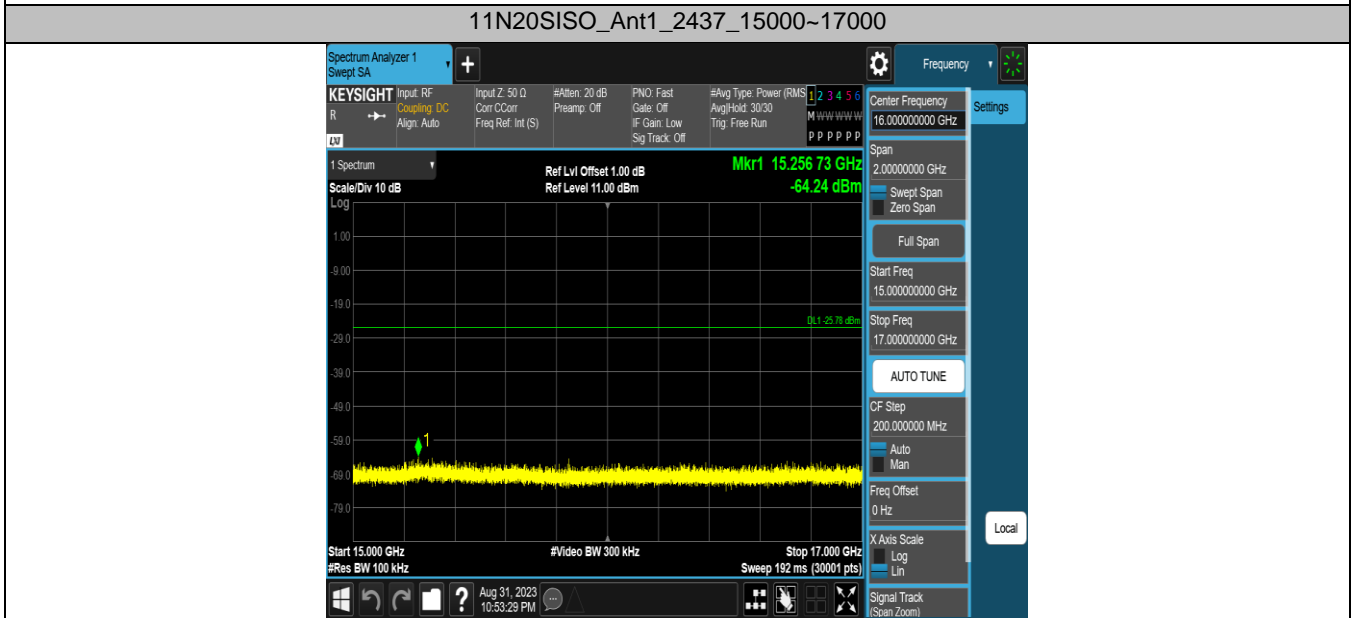 11N20SISO_Ant1_2437_15000~17000
Spectrum Analyzer 1
Swept SA
+
Frequency
KEYSIGHT
R
LXI
Input: RF
Coupling: DC
Align: Auto
Input Z: 50 Ω
Corr CCorr
Freq Ref: Int (S)
#Atten: 20 dB
Preamp: Off
PNO: Fast
Gate: Off
IF Gain: Low
Sig Track: Off
#Avg Type: Power (RMS
Avg|Hold: 30/30
Trig: Free Run
1 2 3 4 5 6
M W W W W W
P P P P P P
1 Spectrum
Scale/Div 10 dB
Log
Ref Lvl Offset 1.00 dB
Ref Level 11.00 dBm
Mkr1 15.256 73 GHz
-64.24 dBm
1.00
-9.00
-19.0
DL1 -25.78 dBm
-29.0
-39.0
-49.0
-59.0
1
-69.0
-79.0
Start 15.000 GHz
#Res BW 100 kHz
#Video BW 300 kHz
Stop 17.000 GHz
Sweep 192 ms (30001 pts)
Center Frequency
16.000000000 GHz
Settings
Span
2.00000000 GHz
Swept Span
Zero Span
Full Span
Start Freq
15.000000000 GHz
Stop Freq
17.000000000 GHz
AUTO TUNE
CF Step
200.000000 MHz
Auto
Man
Freq Offset
0 Hz
X Axis Scale
Log
Lin
Local
Signal Track
(Span Zoom)
?
Aug 31, 2023
10:53:29 PM